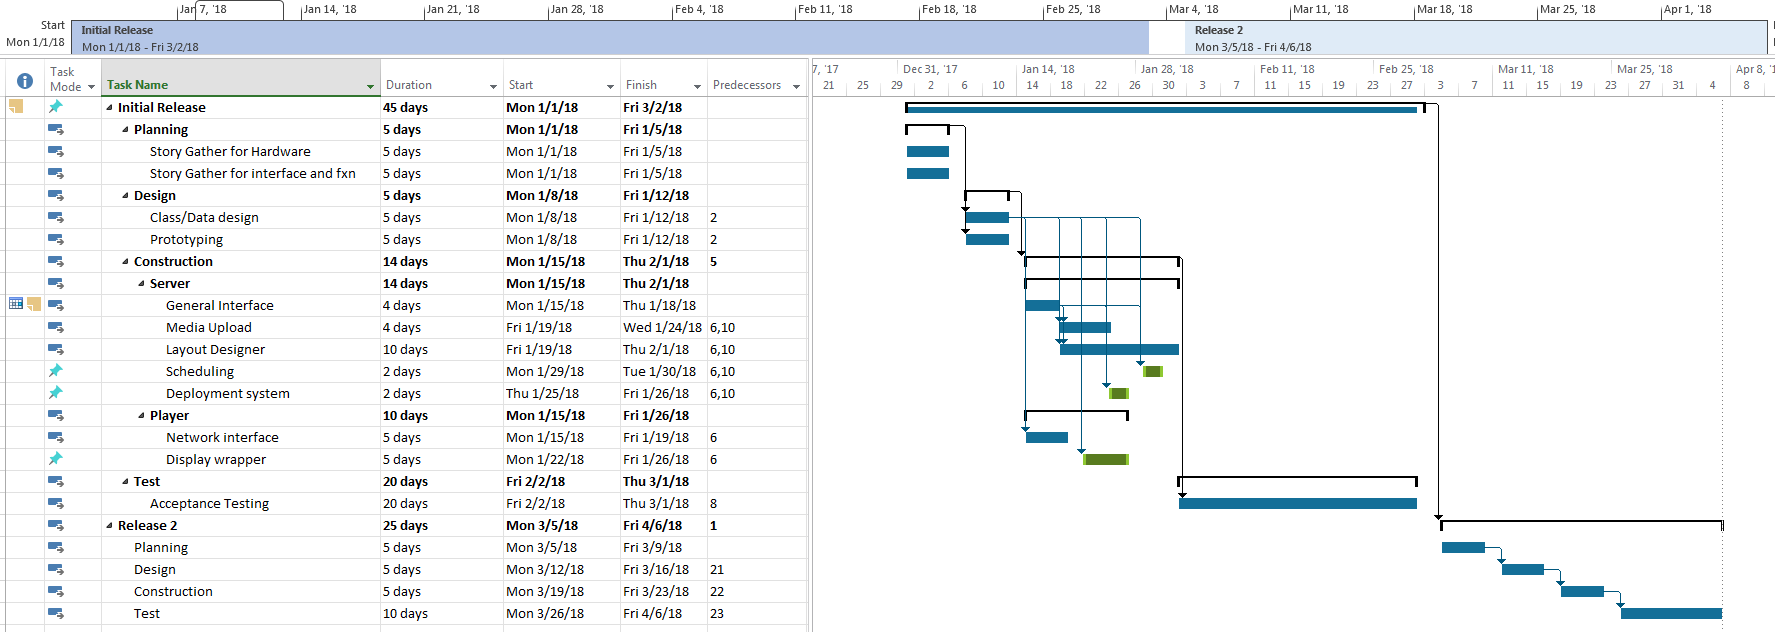 Jan 7, '18 Jan 14, '18 Jan 21, '18 Jan 28, '18 Feb 4, '18 Feb 11, '18 Feb 18, '18 Feb 25, '18 Mar 4, '18 Mar 11, '18 Mar 18, '18 Mar 25, '18 Apr 1, '18
Start Initial Release Release 2
Mon 1/1/18 Mon 1/1/18 - Fri 3/2/18 Mon 3/5/18 - Fri 4/6/18
Task Mode Task Name Duration Start Finish Predecessors
7, '17 Dec 31, '17 Jan 14, '18 Jan 28, '18 Feb 11, '18 Feb 25, '18 Mar 11, '18 Mar 25, '18 Apr 8, '1
21 25 29 2 6 10 14 18 22 26 30 3 7 11 15 19 23 27 3 7 11 15 19 23 27 31 4 8
Initial Release 45 days Mon 1/1/18 Fri 3/2/18
Planning 5 days Mon 1/1/18 Fri 1/5/18
Story Gather for Hardware 5 days Mon 1/1/18 Fri 1/5/18
Story Gather for interface and fxn 5 days Mon 1/1/18 Fri 1/5/18
Design 5 days Mon 1/8/18 Fri 1/12/18
Class/Data design 5 days Mon 1/8/18 Fri 1/12/18 2
Prototyping 5 days Mon 1/8/18 Fri 1/12/18 2
Construction 14 days Mon 1/15/18 Thu 2/1/18 5
Server 14 days Mon 1/15/18 Thu 2/1/18
General Interface 4 days Mon 1/15/18 Thu 1/18/18
Media Upload 4 days Fri 1/19/18 Wed 1/24/18 6,10
Layout Designer 10 days Fri 1/19/18 Thu 2/1/18 6,10
Scheduling 2 days Mon 1/29/18 Tue 1/30/18 6,10
Deployment system 2 days Thu 1/25/18 Fri 1/26/18 6,10
Player 10 days Mon 1/15/18 Fri 1/26/18
Network interface 5 days Mon 1/15/18 Fri 1/19/18 6
Display wrapper 5 days Mon 1/22/18 Fri 1/26/18 6
Test 20 days Fri 2/2/18 Thu 3/1/18
Acceptance Testing 20 days Fri 2/2/18 Thu 3/1/18 8
Release 2 25 days Mon 3/5/18 Fri 4/6/18 1
Planning 5 days Mon 3/5/18 Fri 3/9/18
Design 5 days Mon 3/12/18 Fri 3/16/18 21
Construction 5 days Mon 3/19/18 Fri 3/23/18 22
Test 10 days Mon 3/26/18 Fri 4/6/18 23